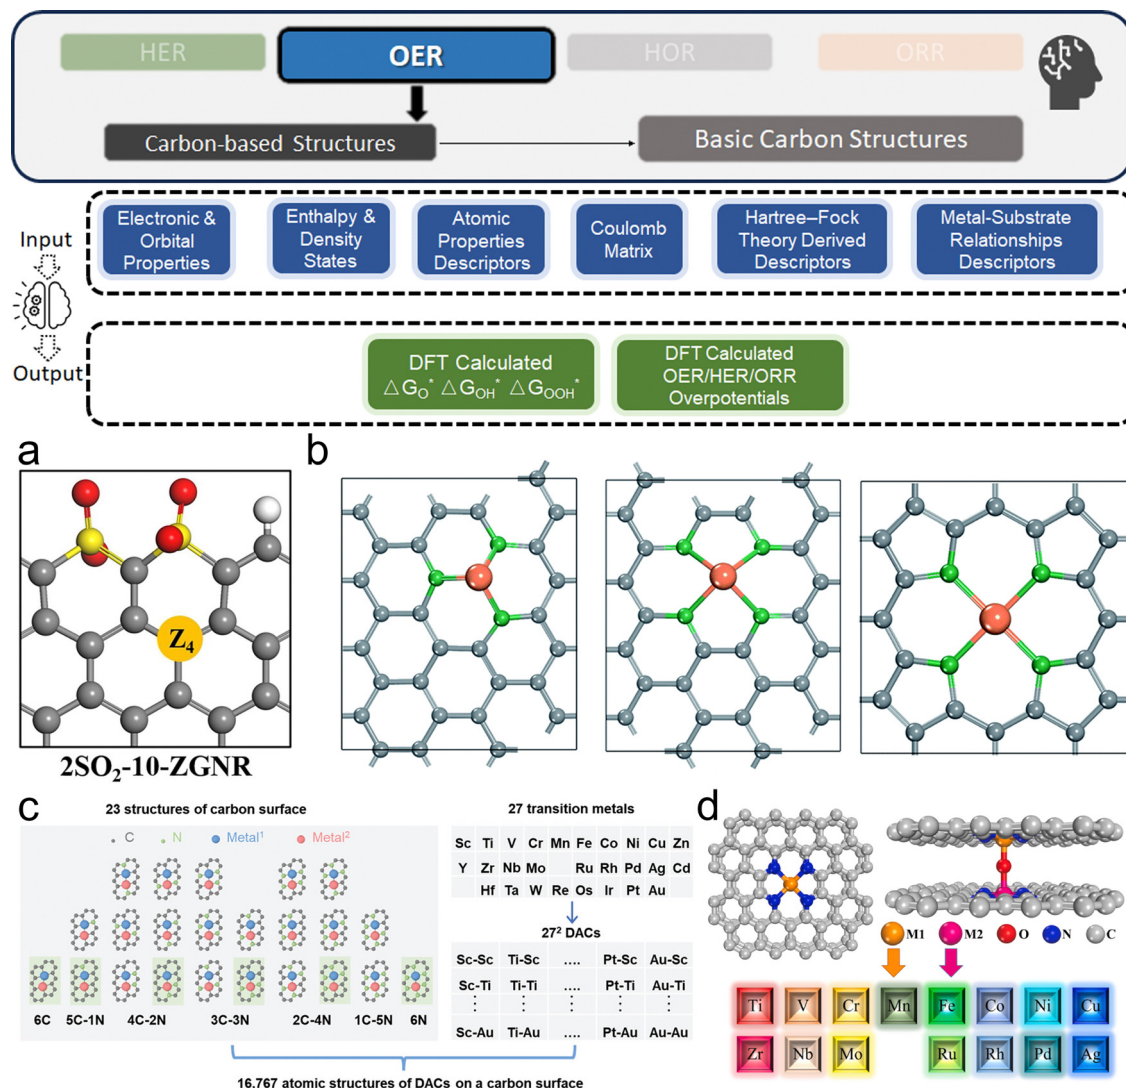 HER
OER
HOR
ORR
Carbon-based Structures
Basic Carbon Structures
Input
Output
Electronic &
Orbital
Properties
Enthalpy &
Density
States
Atomic
Properties
Descriptors
Coulomb
Matrix
Hartree–Fock
Theory Derived
Descriptors
Metal-Substrate
Relationships
Descriptors
DFT Calculated
△G_O* △G_OH* △G_OOH*
DFT Calculated
OER/HER/ORR
Overpotentials
a
Z₄
2SO₂-10-ZGNR
b
c
23 structures of carbon surface
C N Metal¹ Metal²
6C 5C-1N 4C-2N 3C-3N 2C-4N 1C-5N 6N
27 transition metals
Sc Ti V Cr Mn Fe Co Ni Cu Zn
Y Zr Nb Mo Ru Rh Pd Ag Cd
Hf Ta W Re Os Ir Pt Au
27² DACs
Sc-Sc Ti-Sc .... Pt-Sc Au-Sc
Sc-Ti Ti-Ti .... Pt-Ti Au-Ti
⋮ ⋮ ⋮ ⋮
Sc-Au Ti-Au .... Pt-Au Au-Au
16,767 atomic structures of DACs on a carbon surface
d
M1 M2 O N C
Ti V Cr Mn Fe Co Ni Cu
Zr Nb Mo Ru Rh Pd Ag